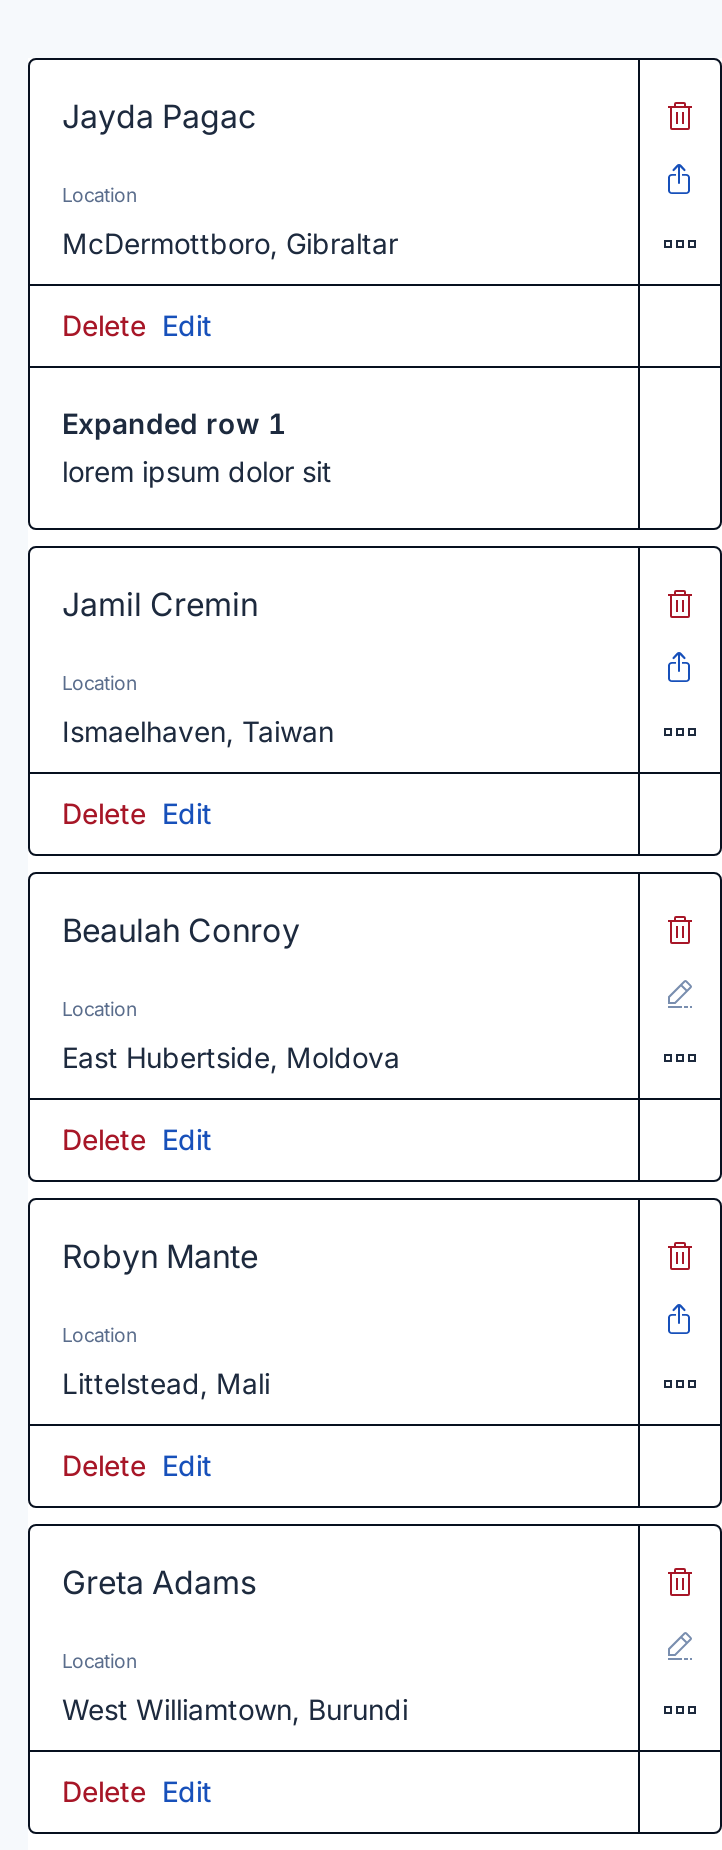 Jayda Pagac
Location
McDermottboro, Gibraltar
Delete Edit
Expanded row 1
lorem ipsum dolor sit
Jamil Cremin
Location
Ismaelhaven, Taiwan
Delete Edit
Beaulah Conroy
Location
East Hubertside, Moldova
Delete Edit
Robyn Mante
Location
Littelstead, Mali
Delete Edit
Greta Adams
Location
West Williamtown, Burundi
Delete Edit